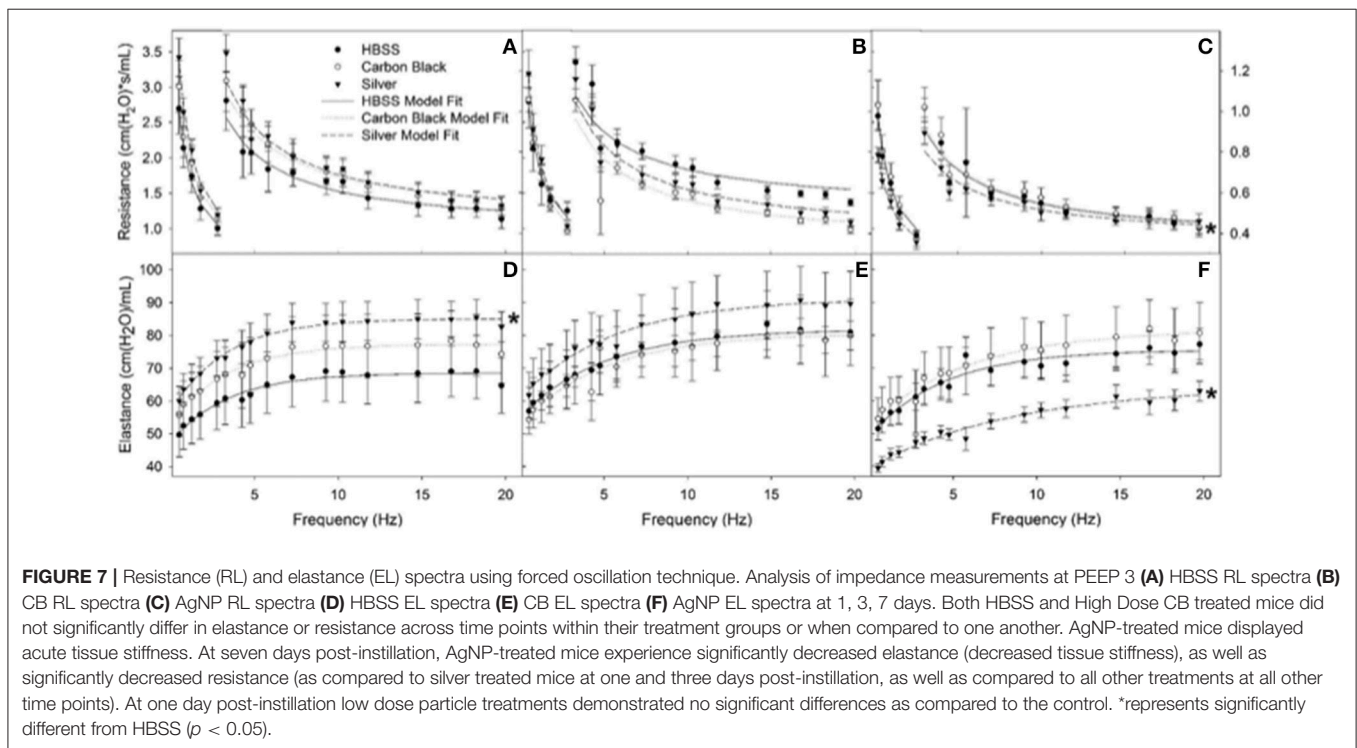 A
B
C
3.5
3.0
2.5
2.0
1.5
1.0
Resistance (cm(H2O)*s/mL)
HBSS
Carbon Black
Silver
HBSS Model Fit
Carbon Black Model Fit
Silver Model Fit
1.2
1.0
0.8
0.6
0.4
*
D
E
F
100
90
80
70
60
50
40
Elastance (cm(H2O)/mL)
*
*
5 10 15 20 5 10 15 20 5 10 15 20
Frequency (Hz) Frequency (Hz) Frequency (Hz)
FIGURE 7 | Resistance (RL) and elastance (EL) spectra using forced oscillation technique. Analysis of impedance measurements at PEEP 3 (A) HBSS RL spectra (B)
CB RL spectra (C) AgNP RL spectra (D) HBSS EL spectra (E) CB EL spectra (F) AgNP EL spectra at 1, 3, 7 days. Both HBSS and High Dose CB treated mice did
not significantly differ in elastance or resistance across time points within their treatment groups or when compared to one another. AgNP-treated mice displayed
acute tissue stiffness. At seven days post-instillation, AgNP-treated mice experience significantly decreased elastance (decreased tissue stiffness), as well as
significantly decreased resistance (as compared to silver treated mice at one and three days post-instillation, as well as compared to all other treatments at all other
time points). At one day post-instillation low dose particle treatments demonstrated no significant differences as compared to the control. *represents significantly
different from HBSS (p < 0.05).